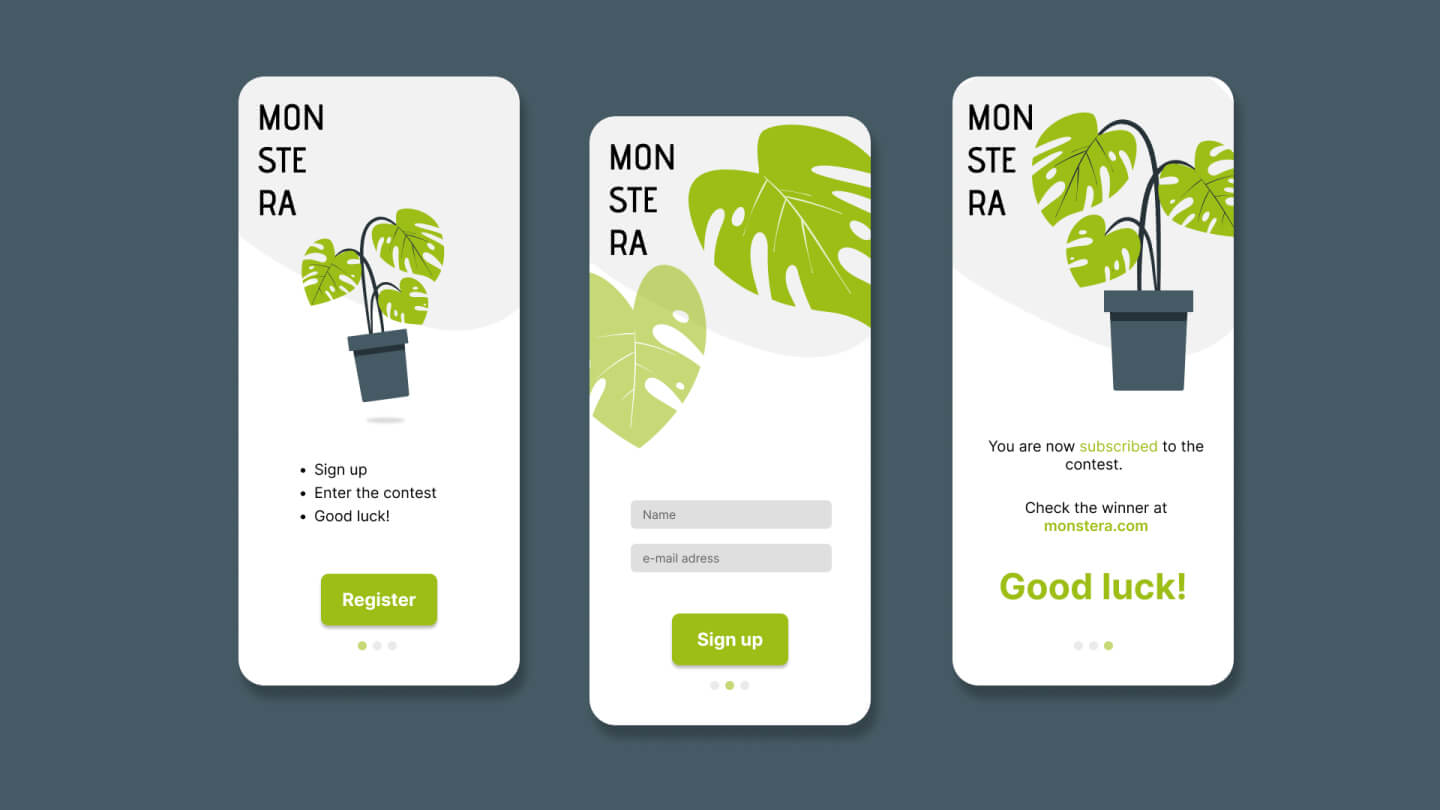 MON
STE
RA
• Sign up
• Enter the contest
• Good luck!
Register
MON
STE
RA
Name
e-mail adress
Sign up
MON
STE
RA
You are now subscribed to the
contest.
Check the winner at
monstera.com
Good luck!